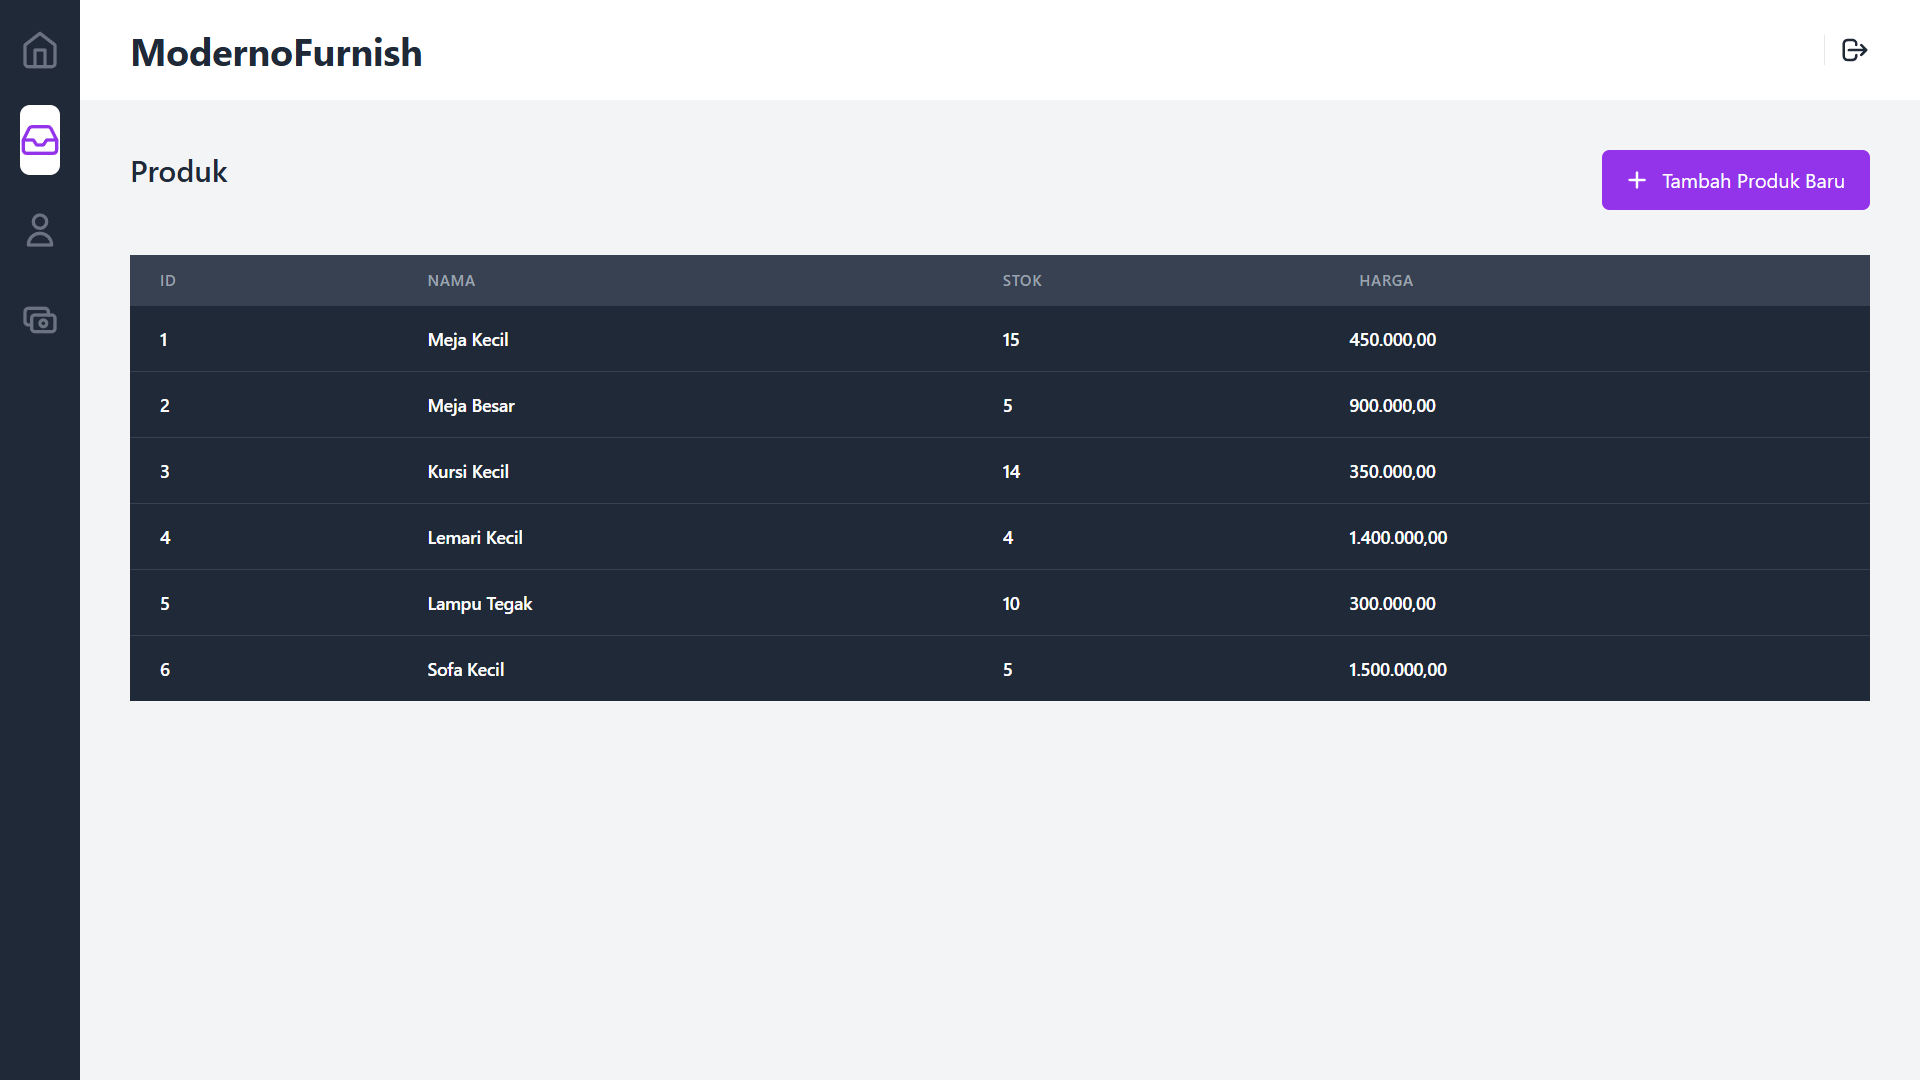 ModernoFurnish
Produk
Tambah Produk Baru
ID NAMA STOK HARGA
1 Meja Kecil 15 450.000,00
2 Meja Besar 5 900.000,00
3 Kursi Kecil 14 350.000,00
4 Lemari Kecil 4 1.400.000,00
5 Lampu Tegak 10 300.000,00
6 Sofa Kecil 5 1.500.000,00